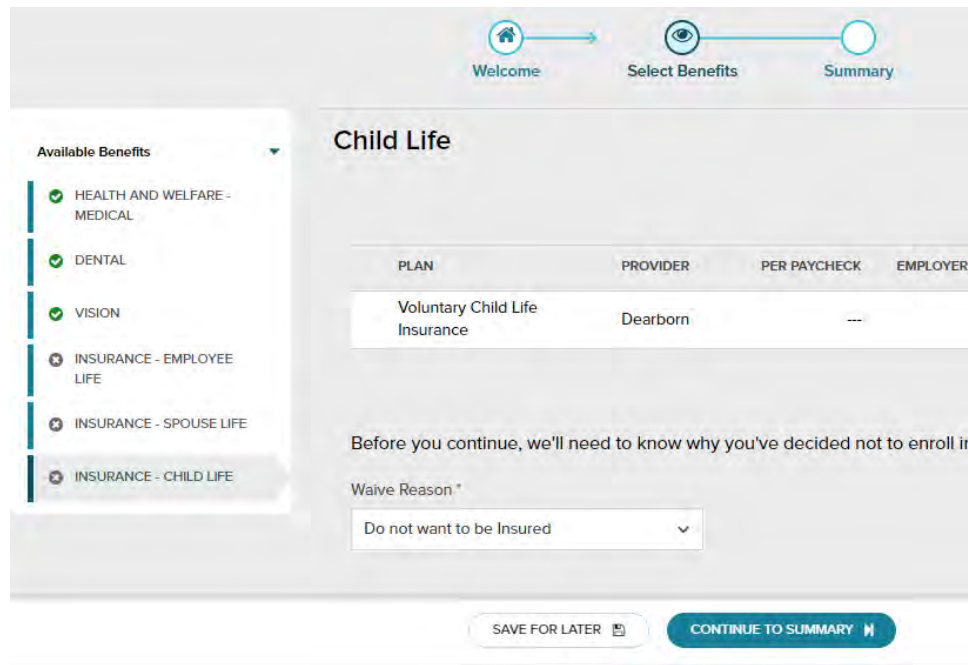 Welcome
Select Benefits
Summary
Available Benefits
HEALTH AND WELFARE -
MEDICAL
DENTAL
VISION
INSURANCE - EMPLOYEE
LIFE
INSURANCE - SPOUSE LIFE
INSURANCE - CHILD LIFE
Child Life
PLAN PROVIDER PER PAYCHECK EMPLOYER
Voluntary Child Life
Insurance
Dearborn
---
Before you continue, we'll need to know why you've decided not to enroll in
Waive Reason *
Do not want to be Insured
SAVE FOR LATER
CONTINUE TO SUMMARY